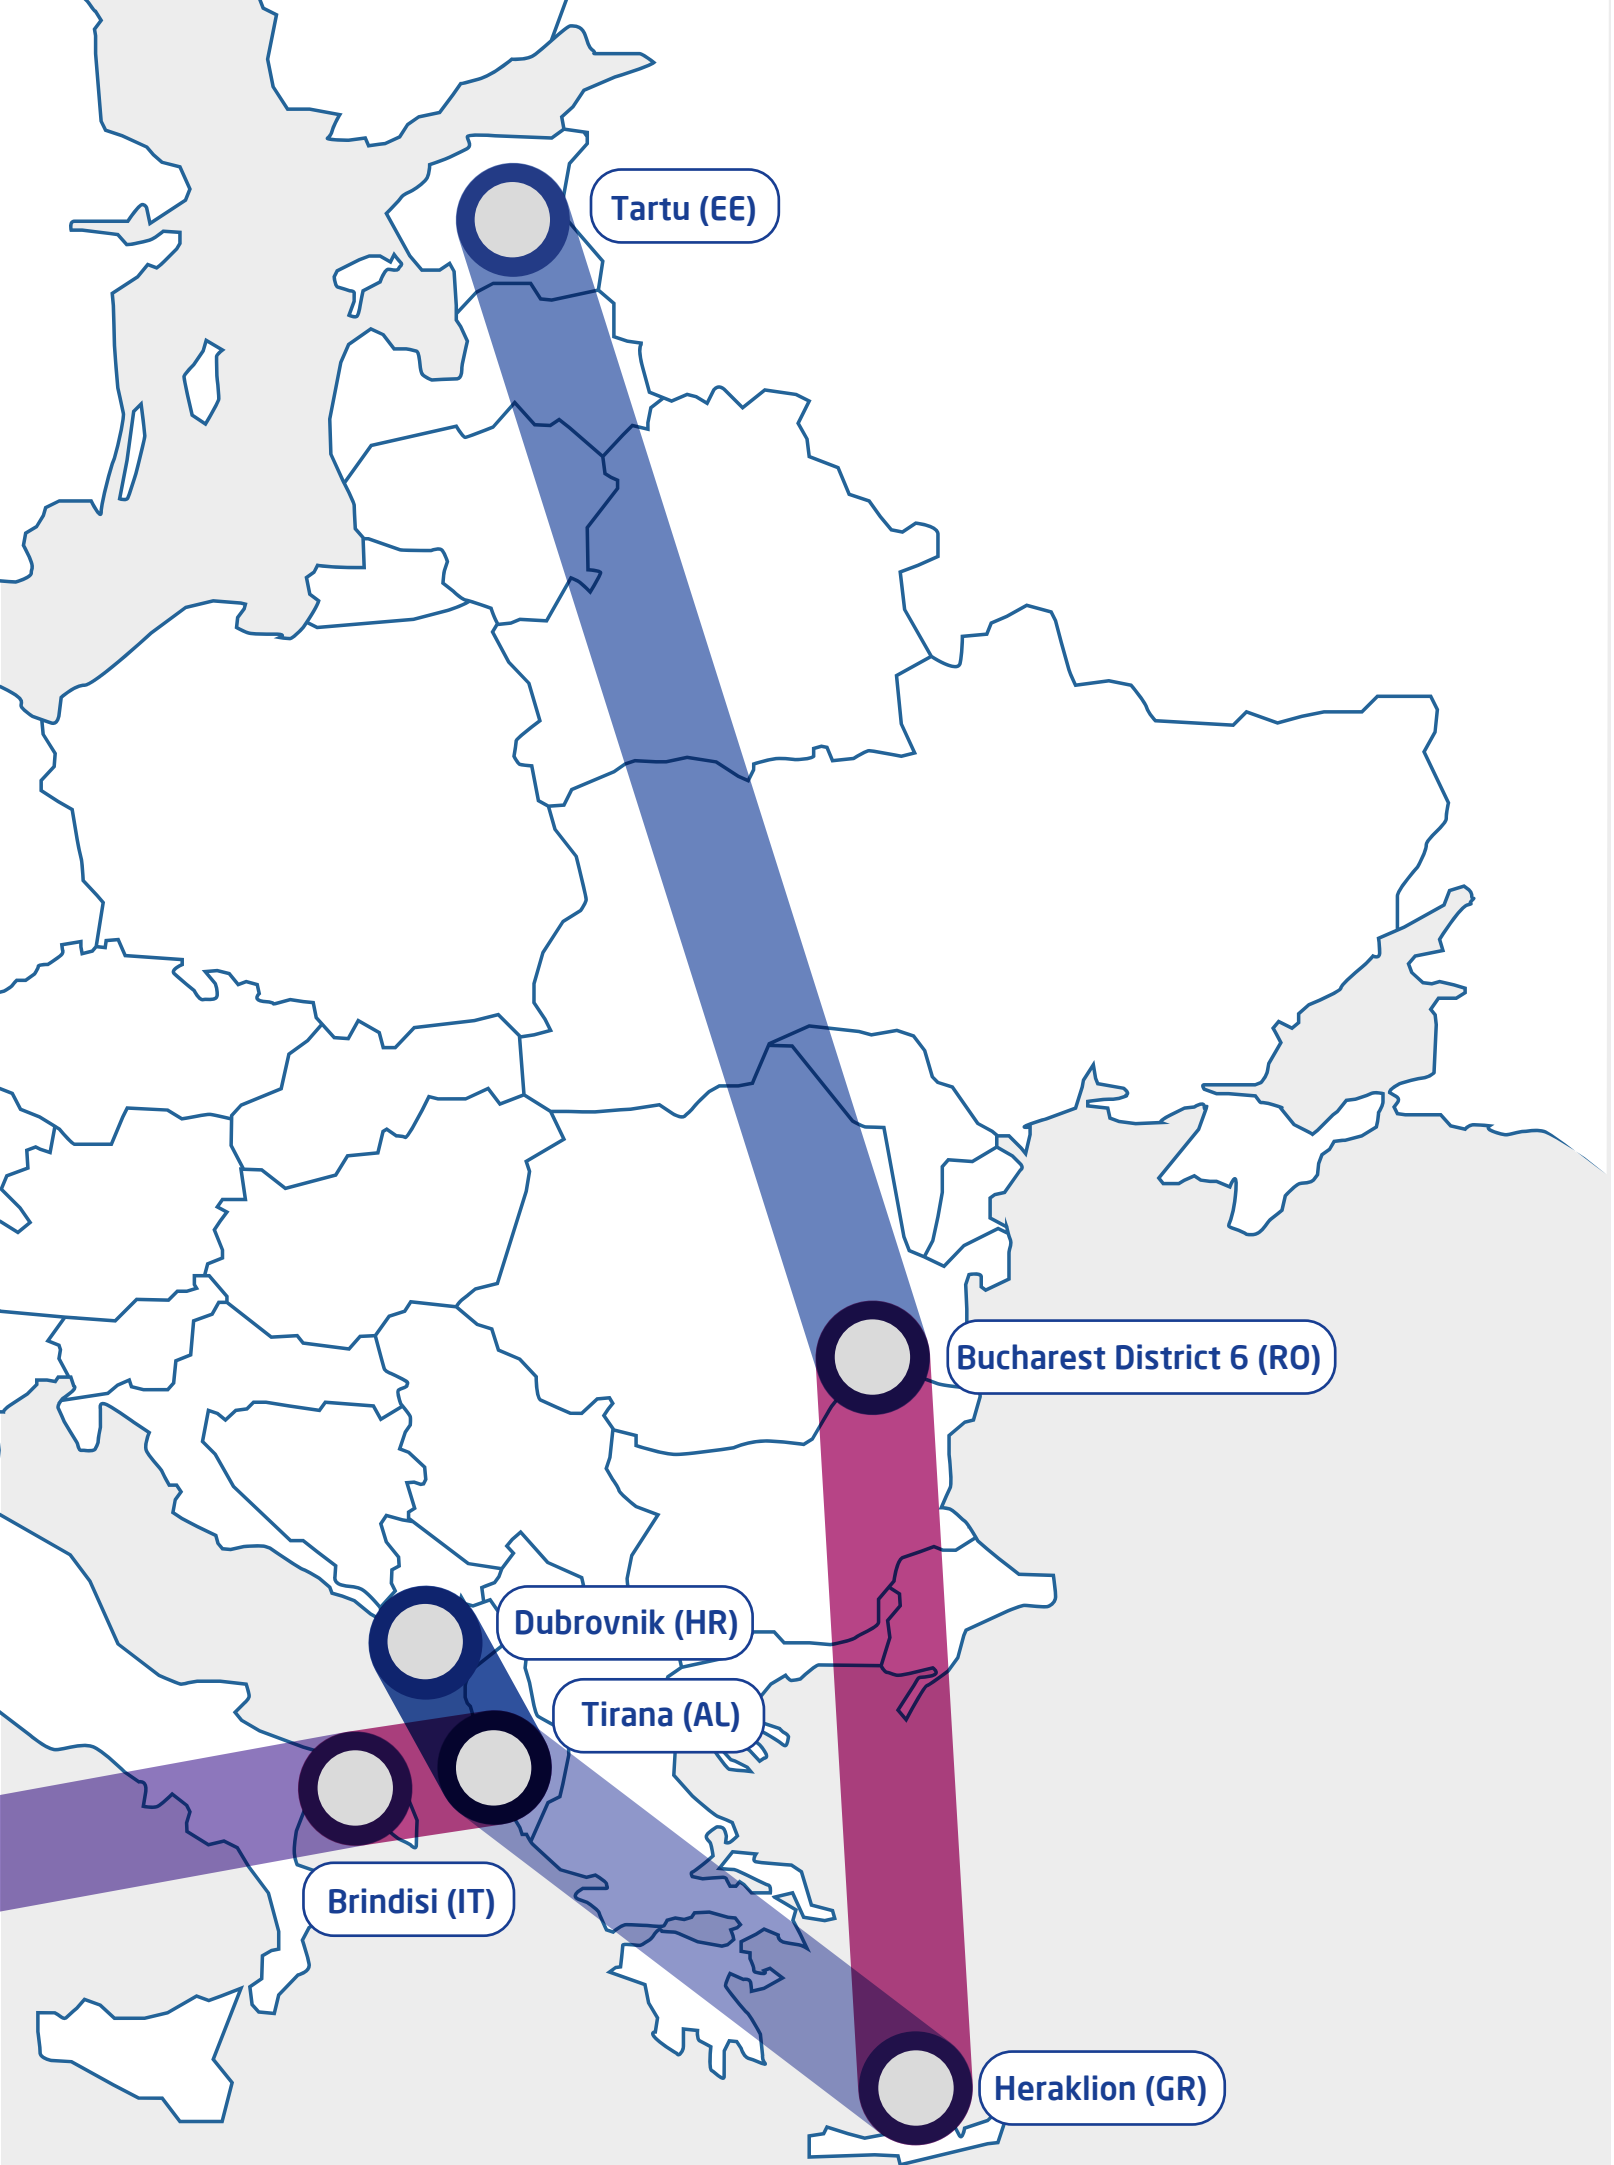 Tartu (EE)
Bucharest District 6 (RO)
Dubrovnik (HR)
Tirana (AL)
Brindisi (IT)
Heraklion (GR)